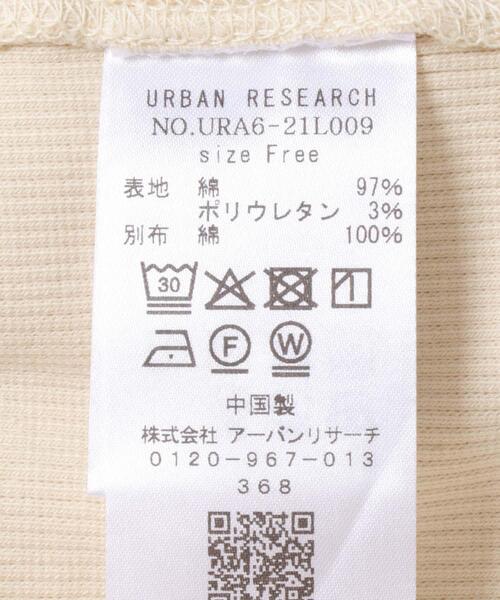 URBAN RESEARCH
NO.URA6-21L009
size Free
表地 綿 97%
ポリウレタン 3%
別布 綿 100%
30
F W
中国製
株式会社 アーバンリサーチ
0120-967-013
368